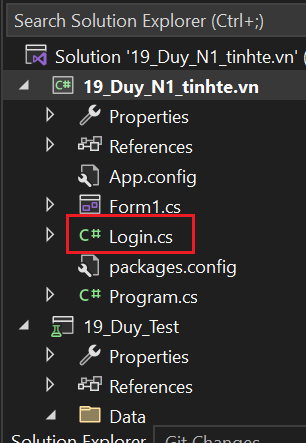 Search Solution Explorer (Ctrl+;)
Solution '19_Duy_N1_tinhte.vn' (
C# 19_Duy_N1_tinhte.vn
Properties
References
App.config
Form1.cs
C# Login.cs
packages.config
C# Program.cs
19_Duy_Test
Properties
References
Data
Solution Explorer Git Changes